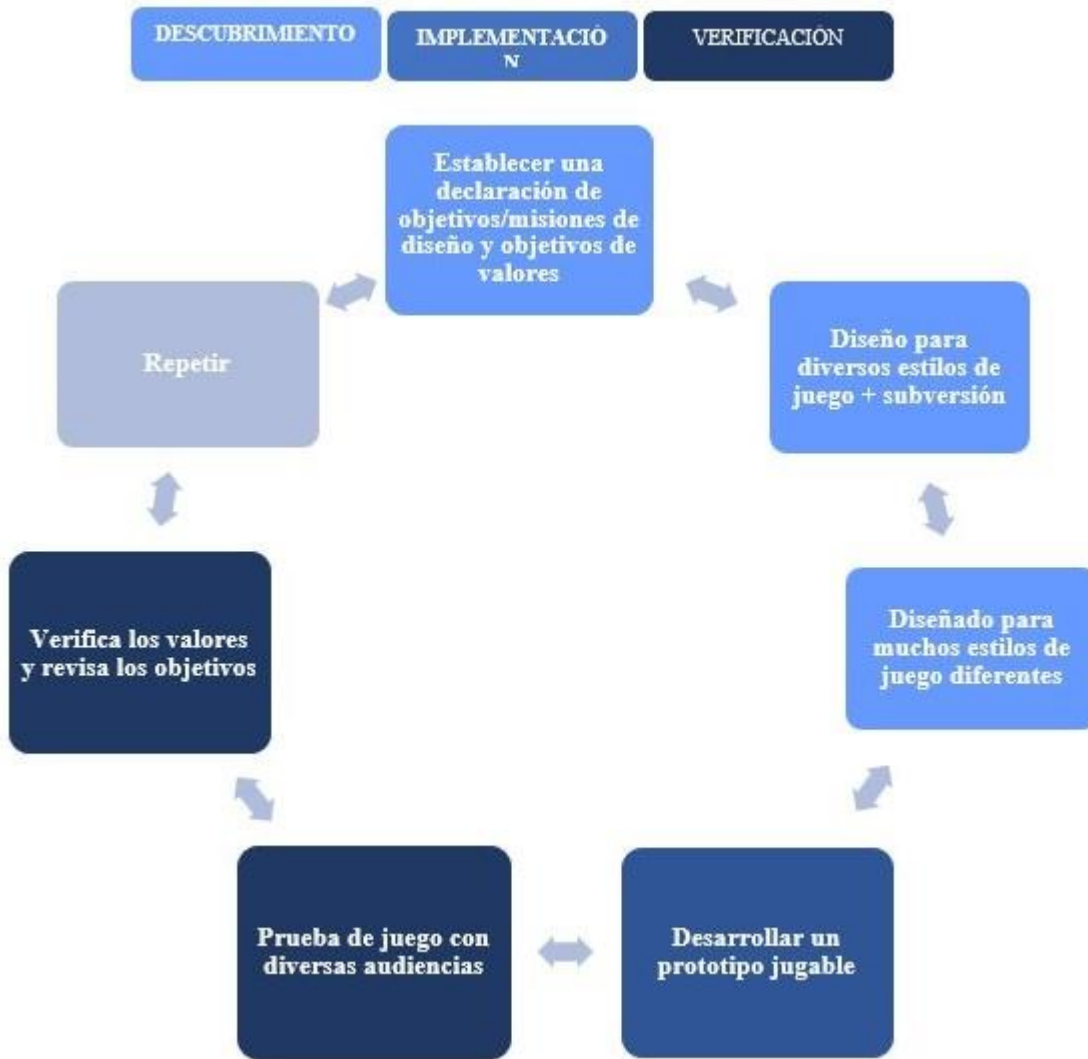 DESCUBRIMIENTO
IMPLEMENTACIÓ
N
VERIFICACIÓN
Establecer una
declaración de
objetivos/misiones de
diseño y objetivos de
valores
Diseño para
diversos estilos de
juego + subversión
Diseñado para
muchos estilos de
juego diferentes
Desarrollar un
prototipo jugable
Prueba de juego con
diversas audiencias
Verifica los valores
y revisa los objetivos
Repetir